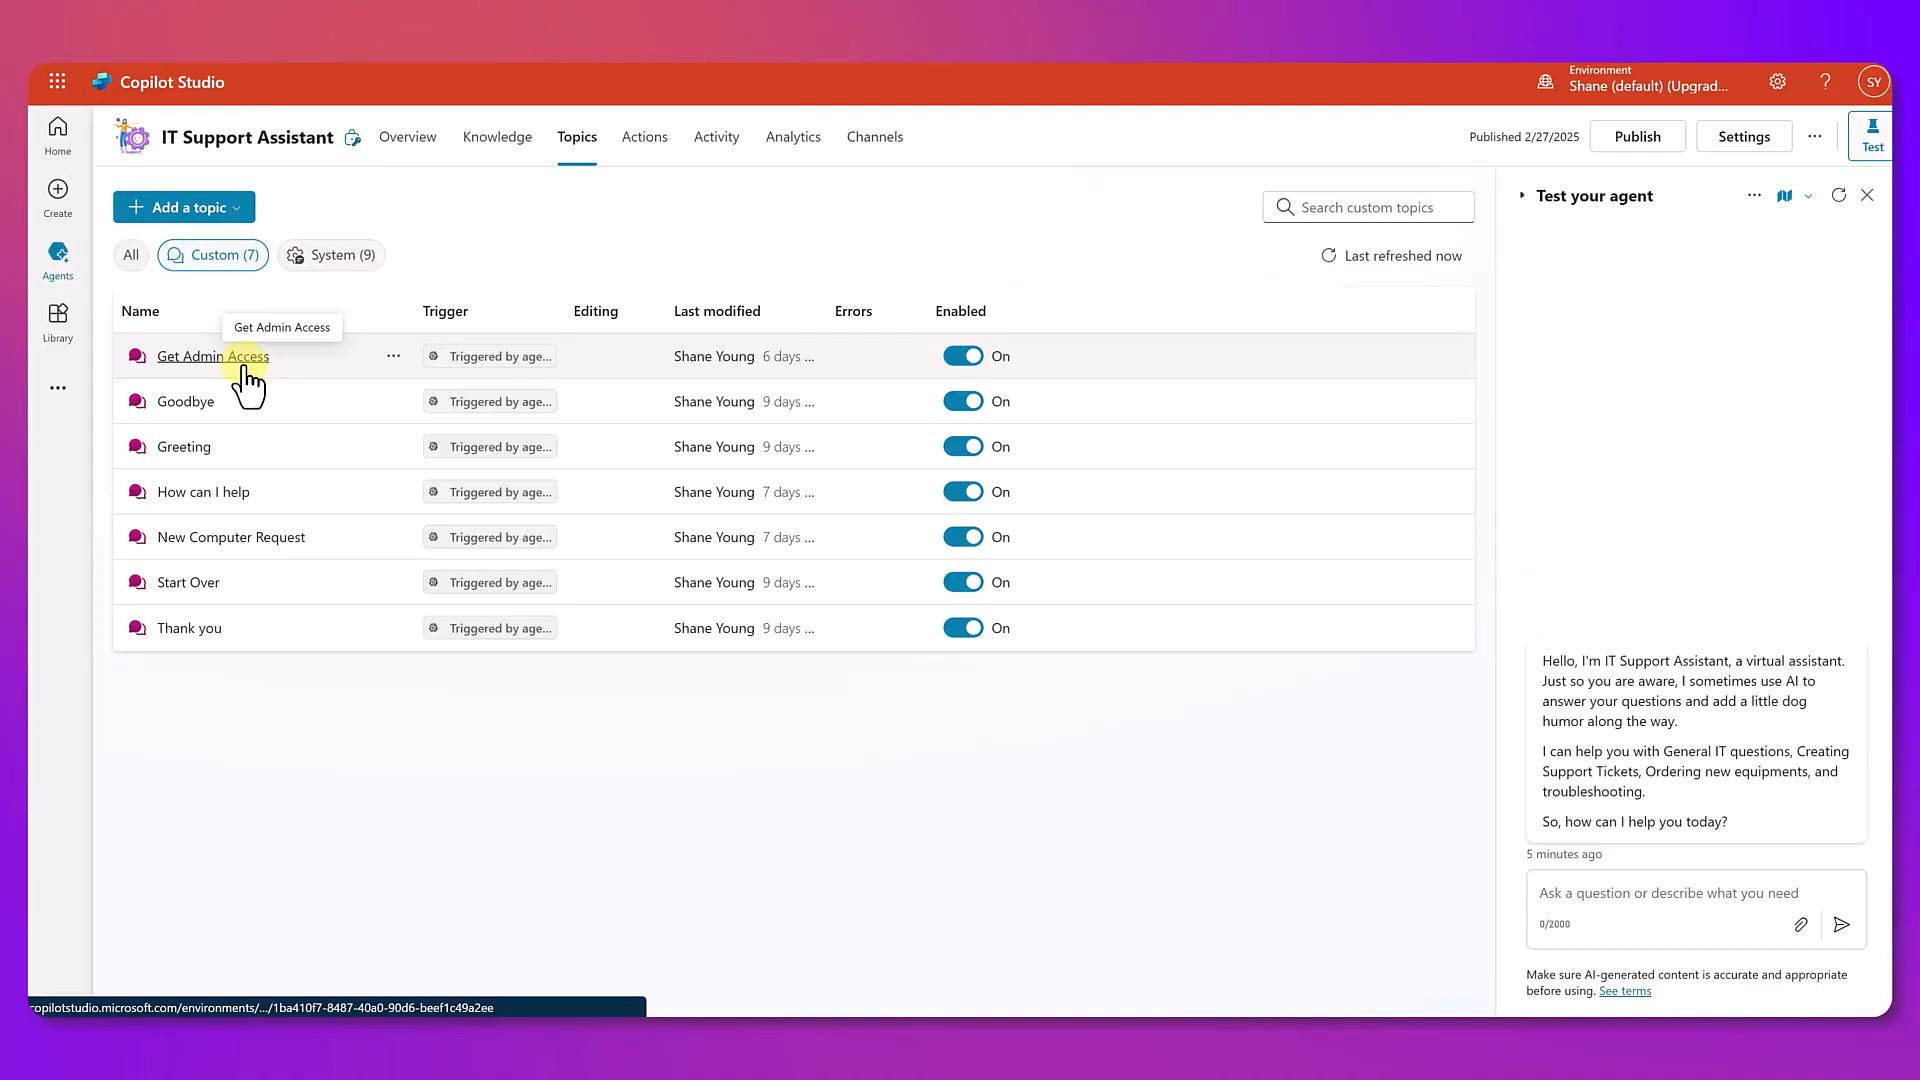 Copilot Studio
Environment
Shane (default) (Upgrad...
SY
Home
Create
Agents
Library
IT Support
IT Support Assistant
Overview
Knowledge
Topics
Actions
Activity
Analytics
Channels
Published 2/27/2025
Publish
Settings
Test
Add a topic
Search custom topics
All
Custom (7)
System (9)
Last refreshed now
Name
Trigger
Editing
Last modified
Errors
Enabled
Get Admin Access
Get Admin Access
Triggered by age...
Shane Young 6 days ...
On
Goodbye
Triggered by age...
Shane Young 9 days ...
On
Greeting
Triggered by age...
Shane Young 9 days ...
On
How can I help
Triggered by age...
Shane Young 7 days ...
On
New Computer Request
Triggered by age...
Shane Young 7 days ...
On
Start Over
Triggered by age...
Shane Young 9 days ...
On
Thank you
Triggered by age...
Shane Young 9 days ...
On
Test your agent
Hello, I'm IT Support Assistant, a virtual assistant.
Just so you are aware, I sometimes use AI to
answer your questions and add a little dog
humor along the way.
I can help you with General IT questions, Creating
Support Tickets, Ordering new equipments, and
troubleshooting.
So, how can I help you today?
5 minutes ago
Ask a question or describe what you need
0/2000
Make sure AI-generated content is accurate and appropriate
before using. See terms
copilotstudio.microsoft.com/environments/.../1ba410f7-8487-40a0-90d6-beef1c49a2ee